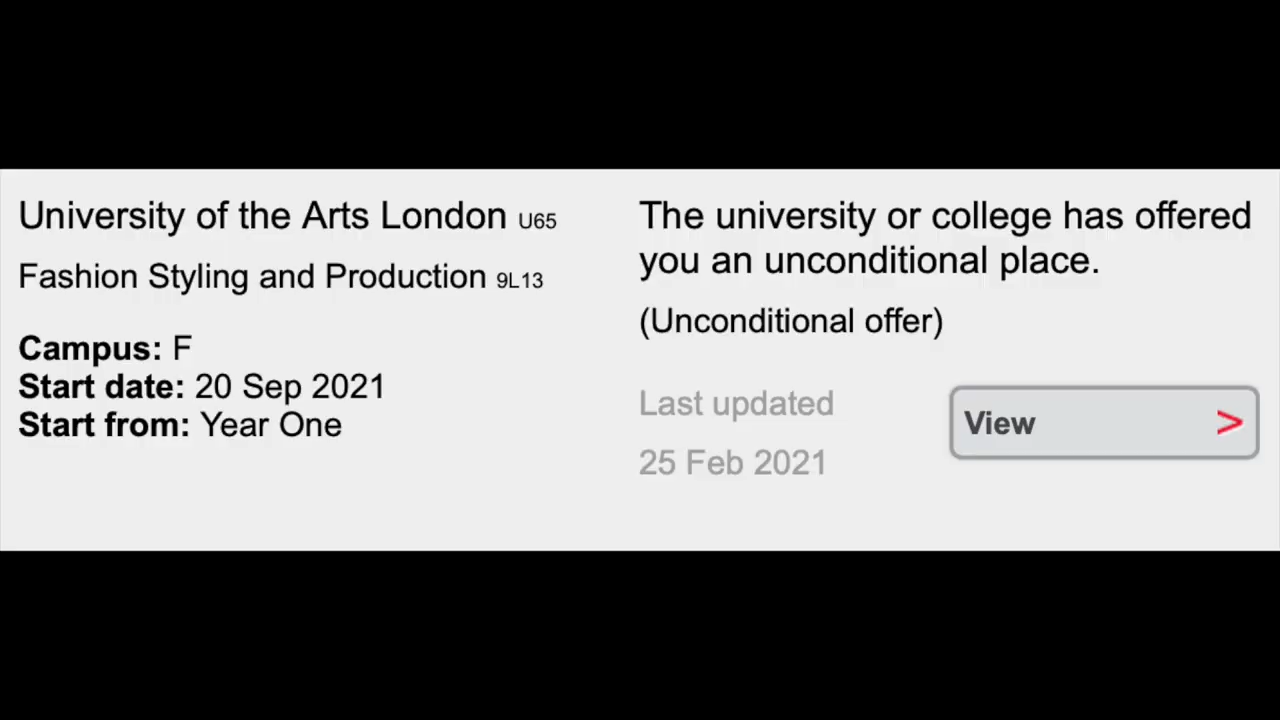 University of the Arts London U65
Fashion Styling and Production 9L13
Campus: F
Start date: 20 Sep 2021
Start from: Year One
The university or college has offered
you an unconditional place.
(Unconditional offer)
Last updated
25 Feb 2021
View >